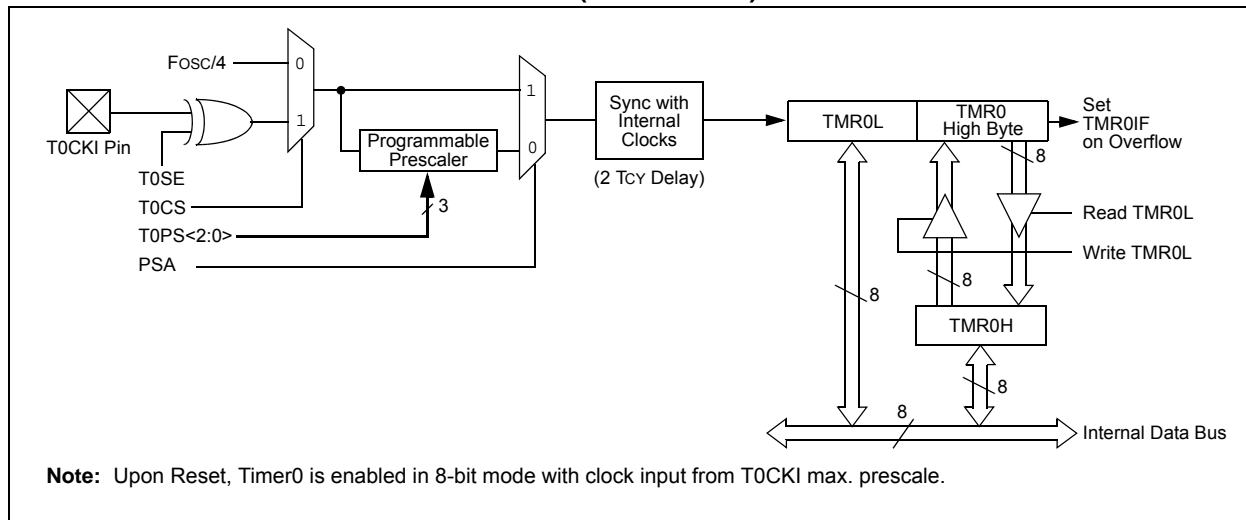 FOSC/4
0
1
T0CKI Pin
T0SE
T0CS
T0PS<2:0>
PSA
Programmable
Prescaler
3
1
0
Sync with
Internal
Clocks
(2 TCY Delay)
TMR0L
TMR0
High Byte
Set
TMR0IF
on Overflow
8
Read TMR0L
Write TMR0L
8
8
TMR0H
8
8
Internal Data Bus
Note: Upon Reset, Timer0 is enabled in 8-bit mode with clock input from T0CKI max. prescale.